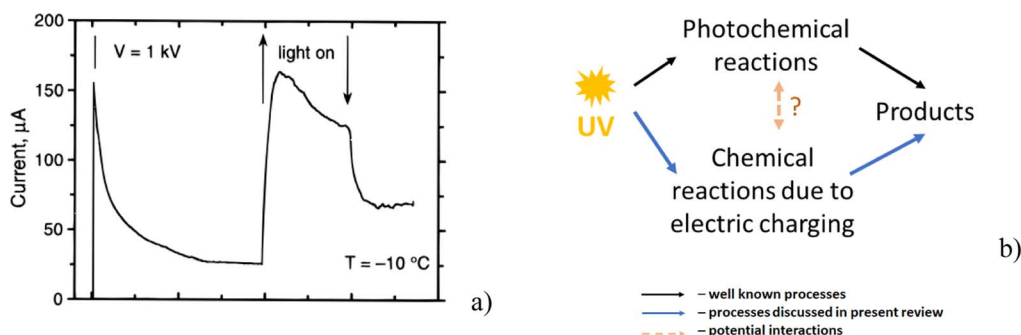 200
150
100
50
0
Current, µA
V = 1 kV
light on
T = –10 °C
a)
UV
Photochemical
reactions
?
Products
Chemical
reactions due to
electric charging
b)
– well known processes
– processes discussed in present review
– potential interactions